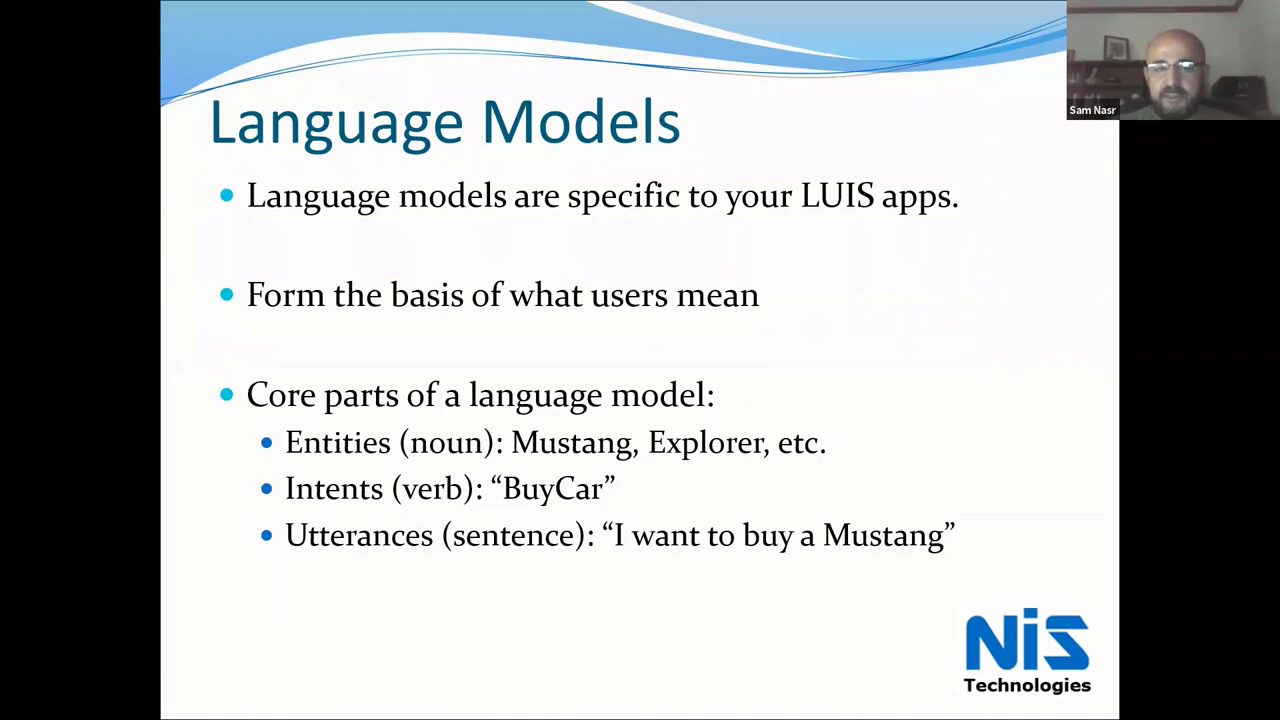 Sam Nasr
Language Models
Language models are specific to your LUIS apps.
Form the basis of what users mean
Core parts of a language model:
Entities (noun): Mustang, Explorer, etc.
Intents (verb): “BuyCar”
Utterances (sentence): “I want to buy a Mustang”
NiS
Technologies